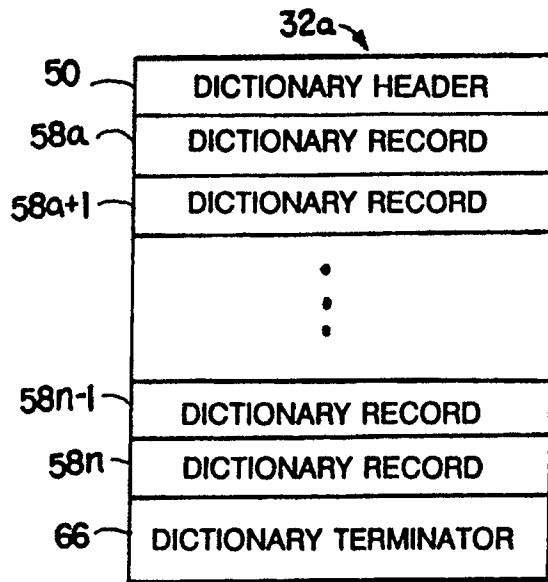 32a
50 DICTIONARY HEADER
58a DICTIONARY RECORD
58a+1 DICTIONARY RECORD
58n-1 DICTIONARY RECORD
58n DICTIONARY RECORD
66 DICTIONARY TERMINATOR